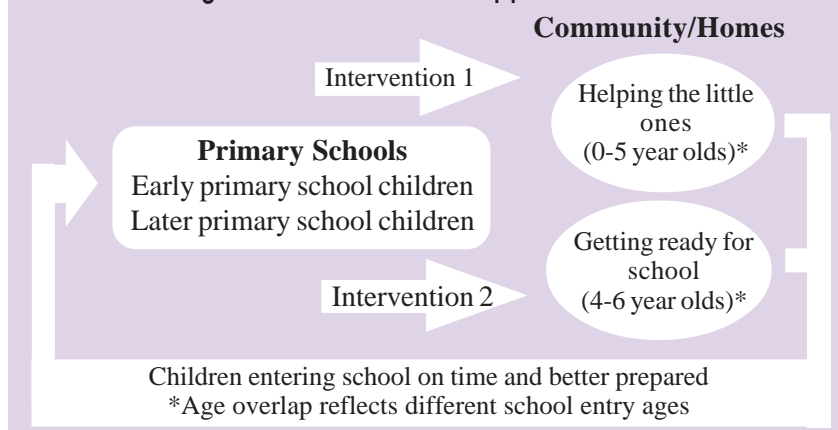 Community/Homes
Intervention 1
Helping the little
ones
(0-5 year olds)*
Primary Schools
Early primary school children
Later primary school children
Getting ready for
school
(4-6 year olds)*
Intervention 2
Children entering school on time and better prepared
*Age overlap reflects different school entry ages